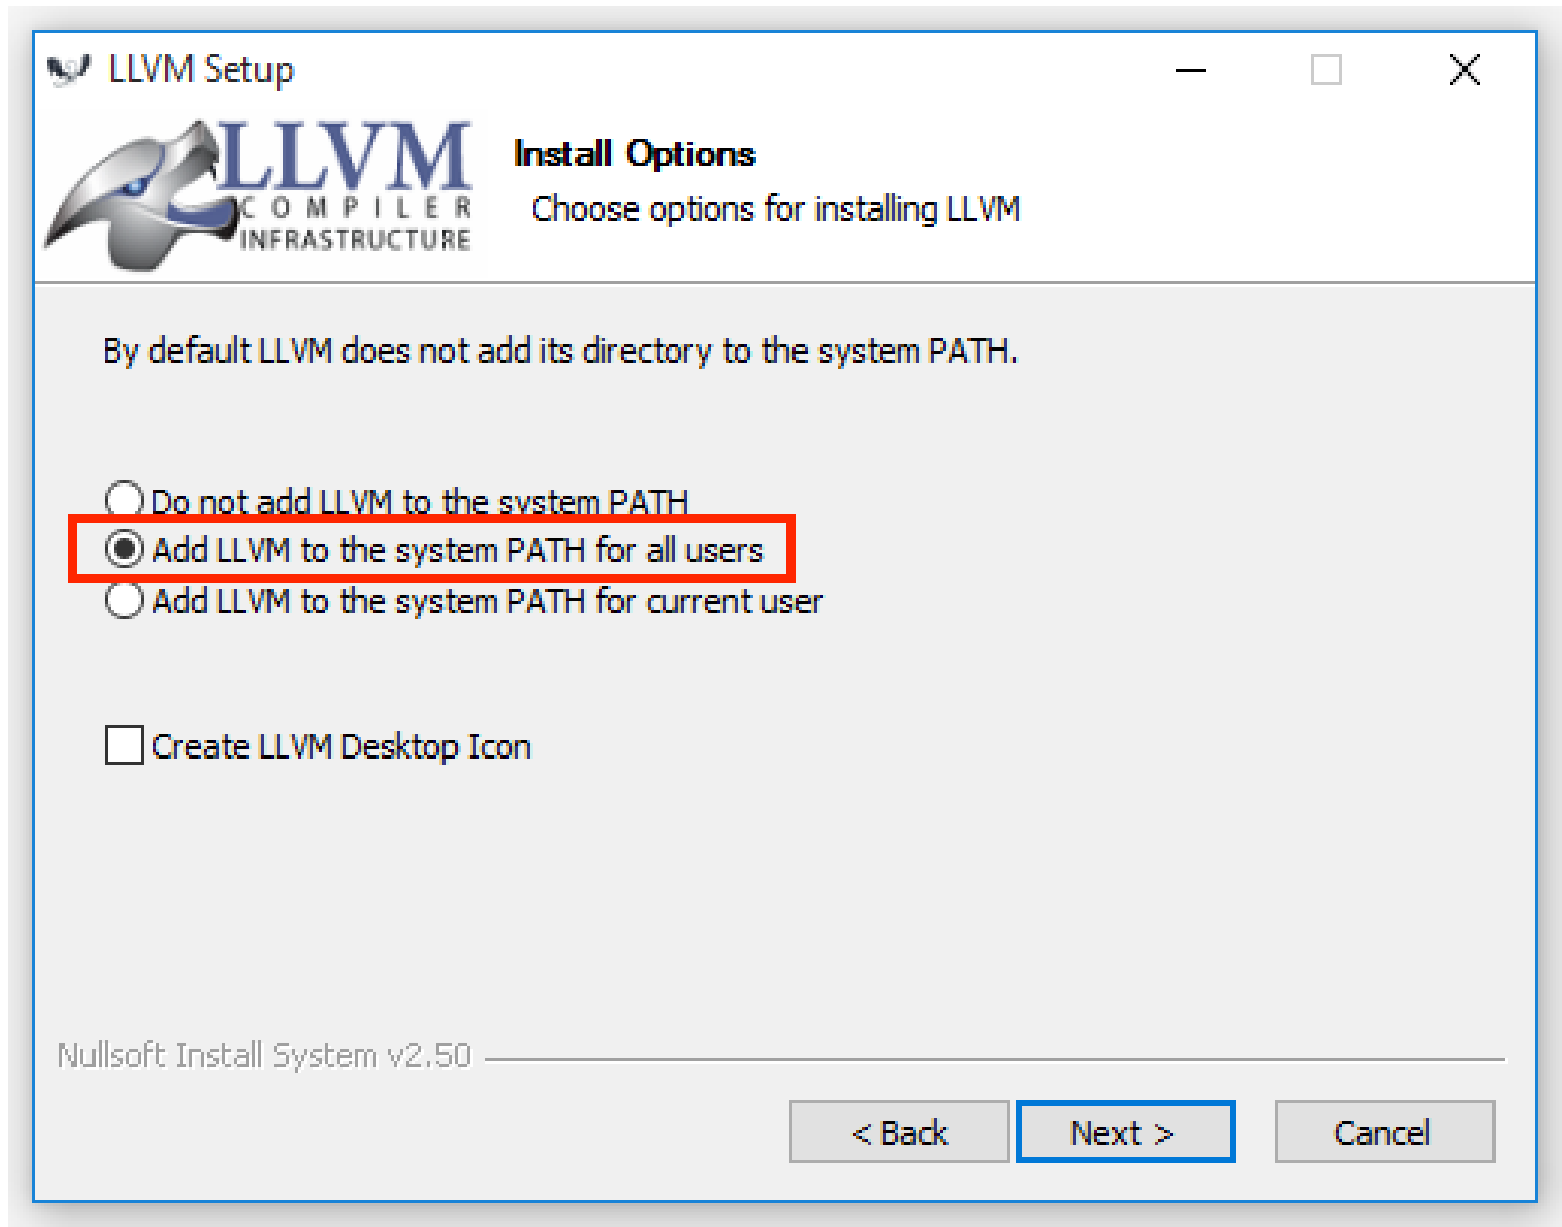 LLVM Setup
LLVM
COMPILER
INFRASTRUCTURE
Install Options
Choose options for installing LLVM
By default LLVM does not add its directory to the system PATH.
Do not add LLVM to the system PATH
Add LLVM to the system PATH for all users
Add LLVM to the system PATH for current user
Create LLVM Desktop Icon
Nullsoft Install System v2.50
< Back
Next >
Cancel